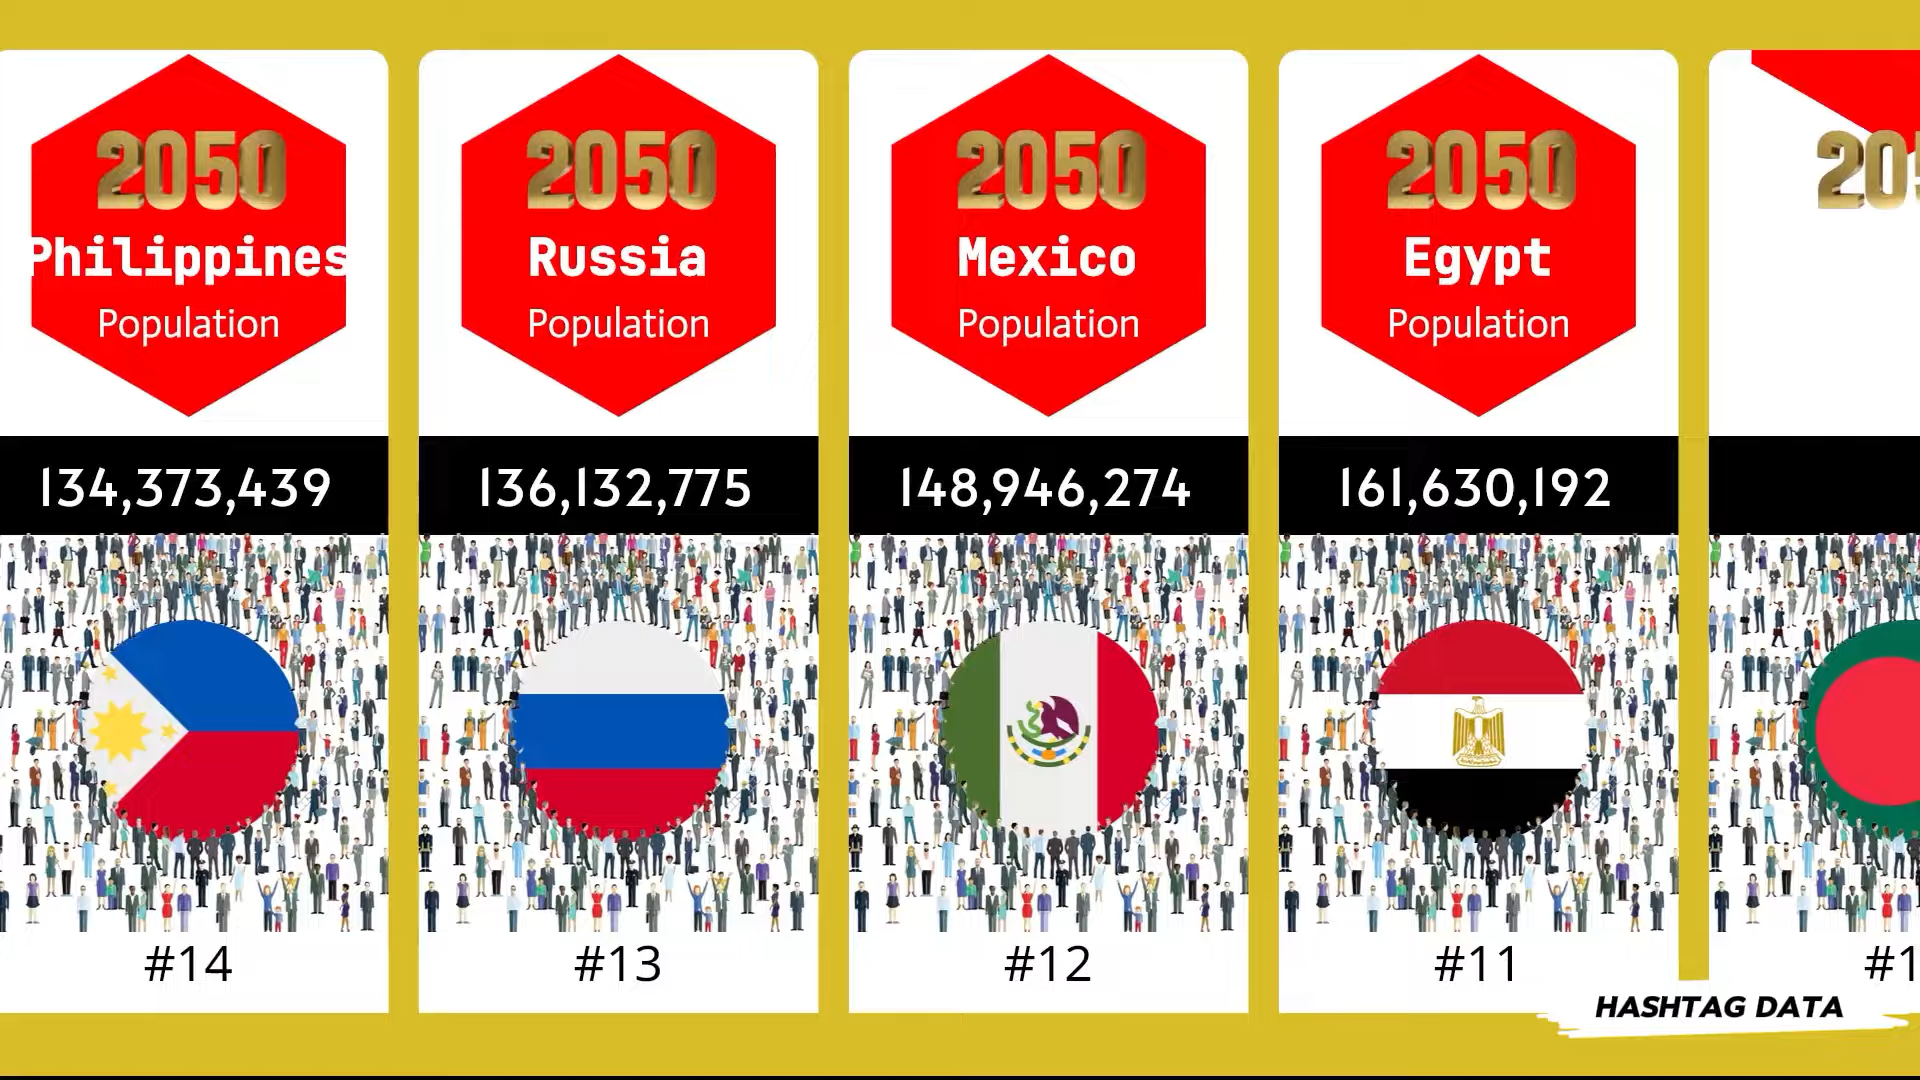 2050
Philippines
Population
134,373,439
#14
2050
Russia
Population
136,132,775
#13
2050
Mexico
Population
148,946,274
#12
2050
Egypt
Population
161,630,192
#11
HASHTAG DATA